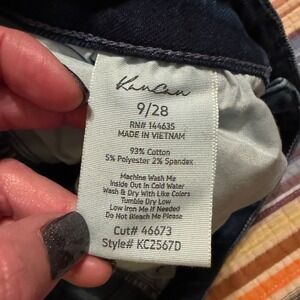 KanCan
9/28
RN# 144635
MADE IN VIETNAM
93% Cotton
5% Polyester 2% Spandex
Machine Wash Me
Inside Out in Cold Water
Wash & Dry With Like Colors
Tumble Dry Low
Low Iron Me If Needed
Do Not Bleach Me Please
Cut# 46673
Style# KC2567D